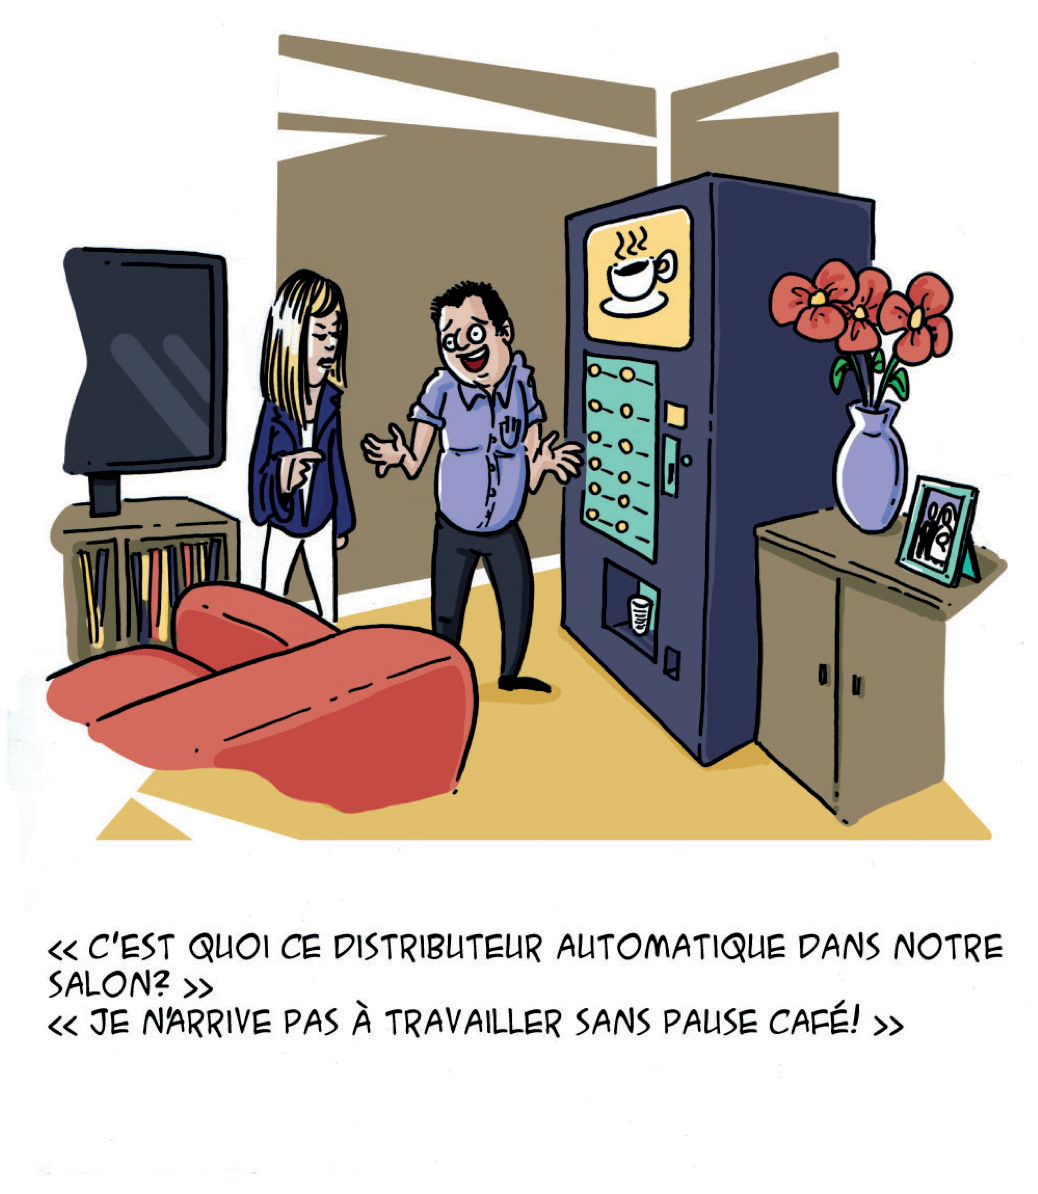 << C'EST QUOI CE DISTRIBUTEUR AUTOMATIQUE DANS NOTRE
SALON? >>
<< JE N'ARRIVE PAS À TRAVAILLER SANS PAUSE CAFÉ! >>